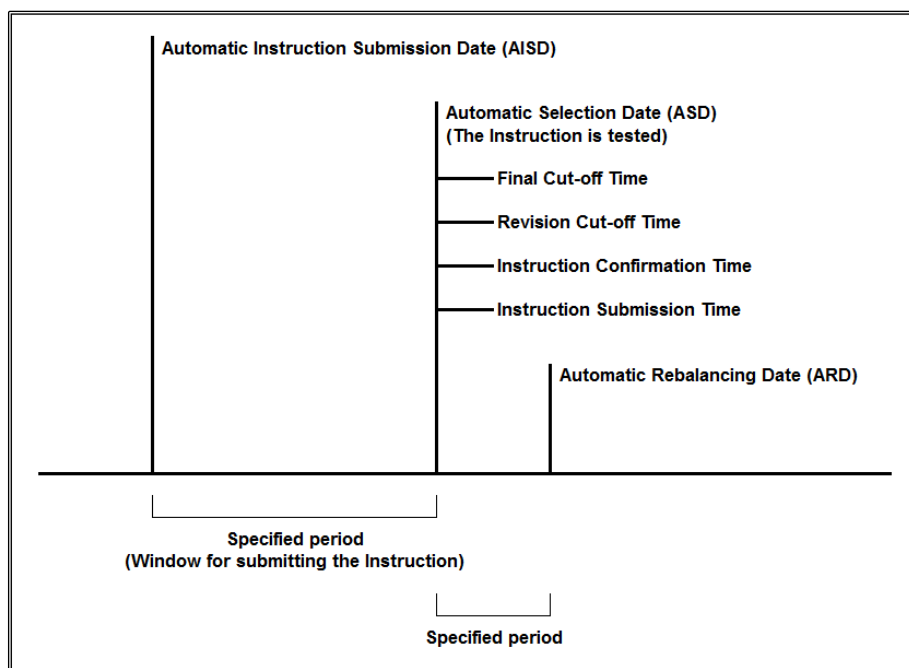 Automatic Instruction Submission Date (AISD)
Automatic Selection Date (ASD)
(The Instruction is tested)
Final Cut-off Time
Revision Cut-off Time
Instruction Confirmation Time
Instruction Submission Time
Automatic Rebalancing Date (ARD)
Specified period
(Window for submitting the Instruction)
Specified period